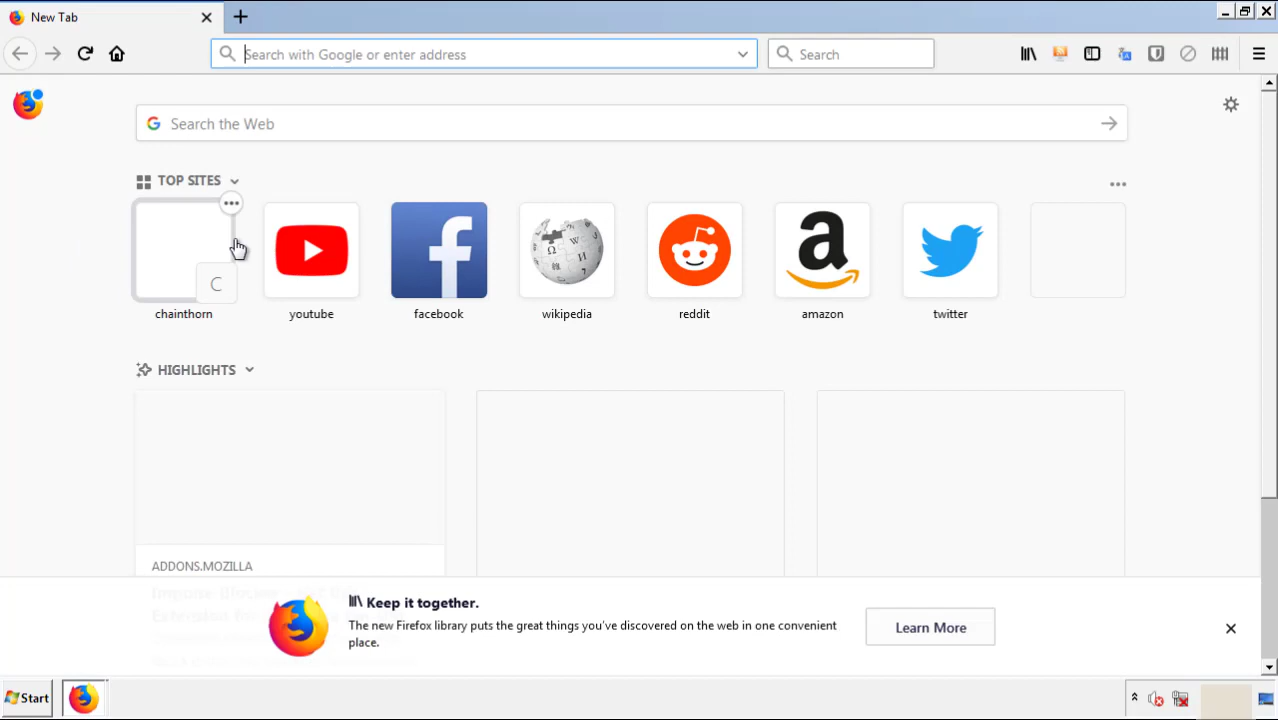 New Tab
Search with Google or enter address
Search
Search the Web
TOP SITES
C
chainthorn
youtube
facebook
wikipedia
reddit
amazon
twitter
HIGHLIGHTS
ADDONS.MOZILLA
Keep it together.
The new Firefox library puts the great things you've discovered on the web in one convenient
place.
Learn More
Start